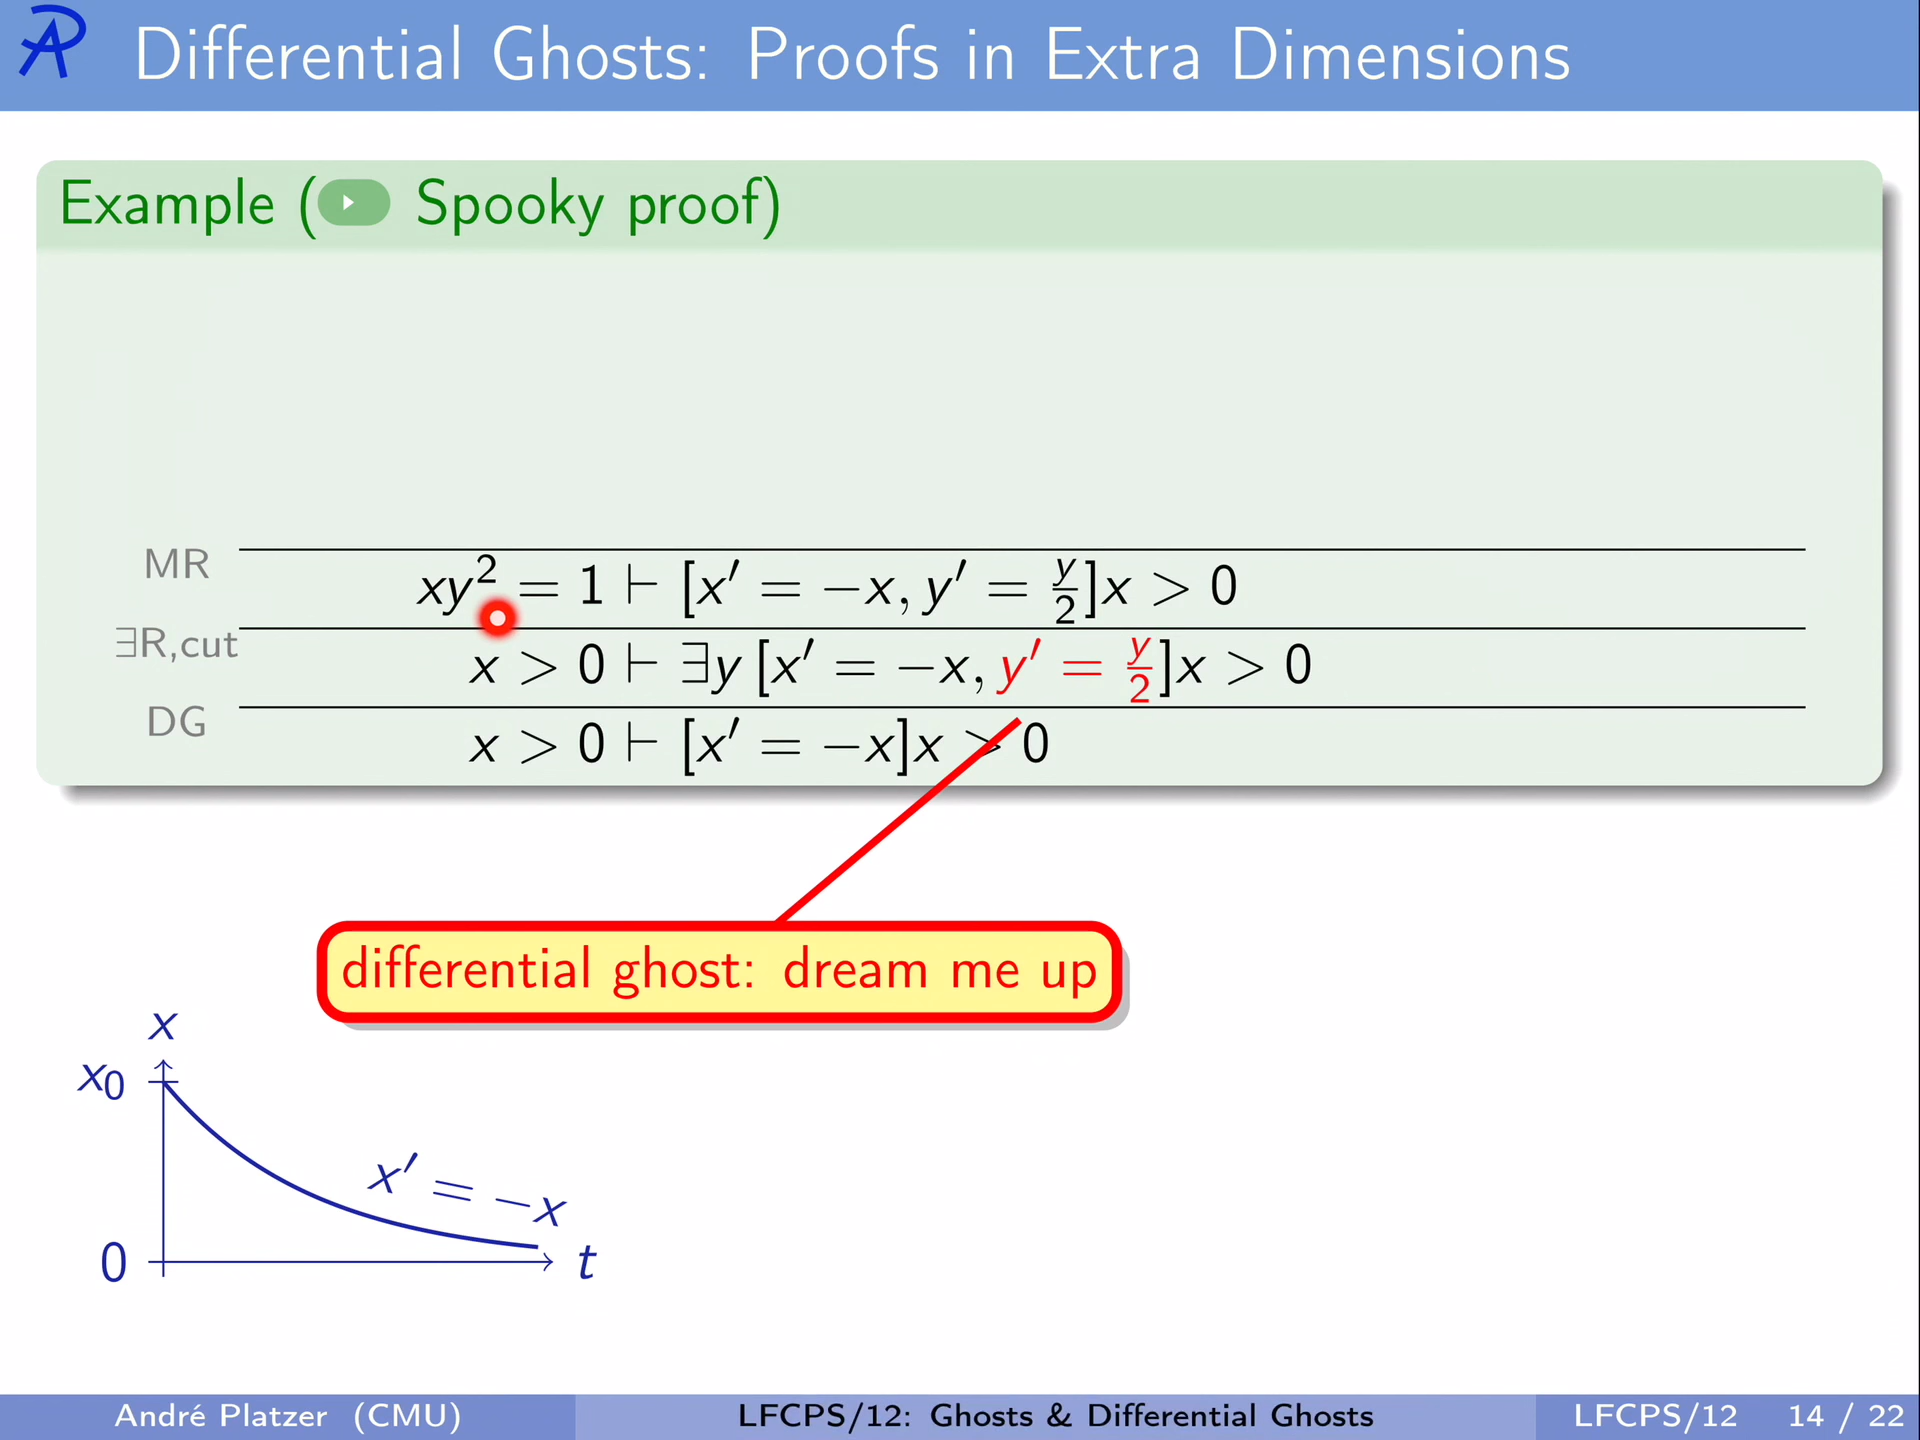 Differential Ghosts: Proofs in Extra Dimensions
Example ( Spooky proof)
MR
xy² = 1 ⊢ [x′ = −x, y′ = y/2]x > 0
∃R,cut
x > 0 ⊢ ∃y [x′ = −x, y′ = y/2]x > 0
DG
x > 0 ⊢ [x′ = −x]x > 0
differential ghost: dream me up
x
x₀
x′ = −x
0
t
André Platzer (CMU)
LFCPS/12: Ghosts & Differential Ghosts
LFCPS/12 14 / 22